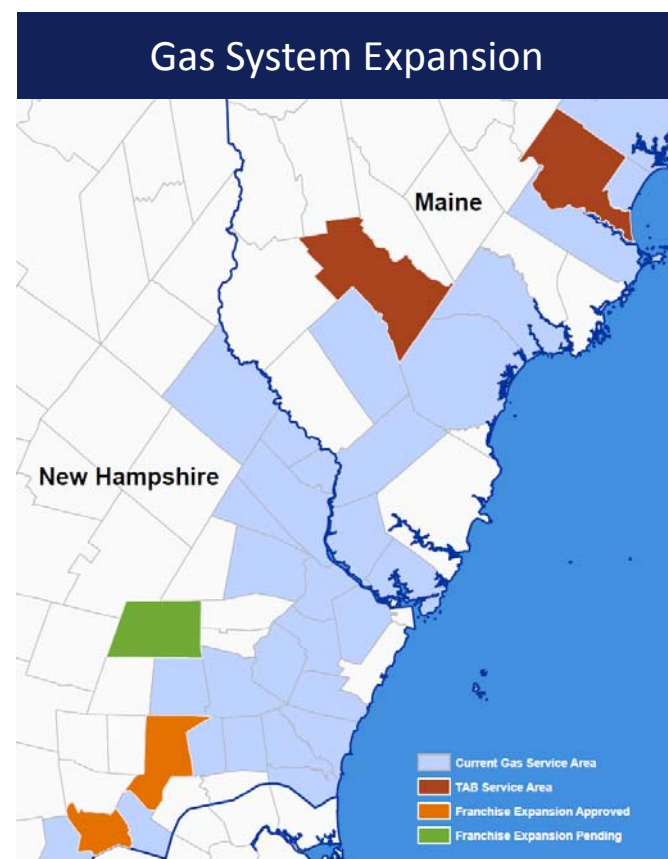 Gas System Expansion
Maine
New Hampshire
Current Gas Service Area
TAB Service Area
Franchise Expansion Approved
Franchise Expansion Pending